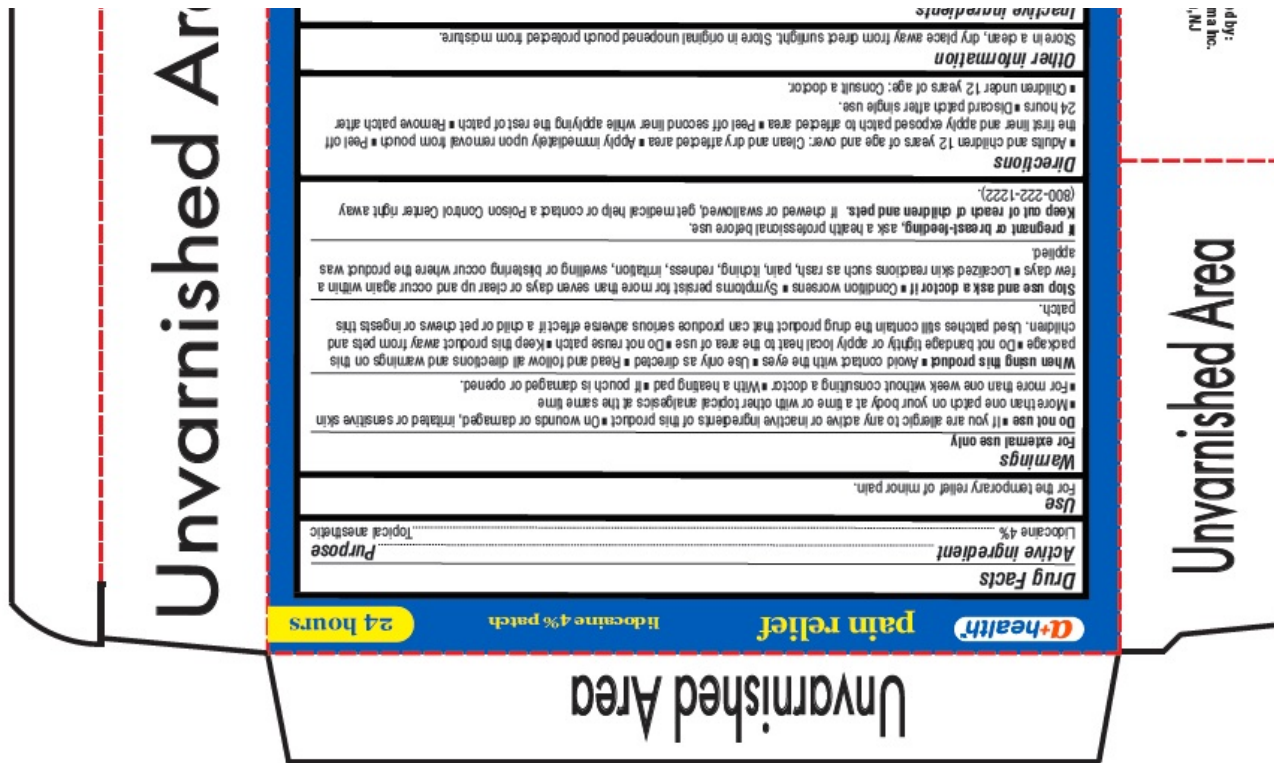 a+health™ pain relief lidocaine 4% patch 24 hours
Drug Facts
Active ingredient Purpose
Lidocaine 4% Topical anesthetic
Use
For the temporary relief of minor pain.
Warnings
For external use only
Do not use ■ If you are allergic to any active or inactive ingredients of this product ■ On wounds or damaged, irritated or sensitive skin
■ More than one patch on your body at a time or with other topical analgesics at the same time
■ For more than one week without consulting a doctor ■ With a heating pad ■ If pouch is damaged or opened.
When using this product ■ Avoid contact with the eyes ■ Use only as directed ■ Read and follow all directions and warnings on this
package ■ Do not bandage tightly or apply local heat to the area of use ■ Do not reuse patch ■ Keep this product away from pets and
children. Used patches still contain the drug product that can produce serious adverse effect if a child or pet chews or ingests this
patch.
Stop use and ask a doctor if ■ Condition worsens ■ Symptoms persist for more than seven days or clear up and occur again within a
few days ■ Localized skin reactions such as rash, pain, itching, redness, irritation, swelling or blistering occur where the product was
applied.
If pregnant or breast-feeding, ask a health professional before use.
Keep out of reach of children and pets. If chewed or swallowed, get medical help or contact a Poison Control Center right away
(800-222-1222).
Directions
■ Adults and children 12 years of age and over: Clean and dry affected area ■ Apply immediately upon removal from pouch ■ Peel off
the first liner and apply exposed patch to affected area ■ Peel off second liner while applying the rest of patch ■ Remove patch after
24 hours ■ Discard patch after single use.
■ Children under 12 years of age: Consult a doctor.
Other information
Store in a clean, dry place away from direct sunlight. Store in original unopened pouch protected from moisture.
Inactive ingredients
Unvarnished Area
Unvarnished Are
Unvarnished Area
d by:
ma Inc.
, NJ